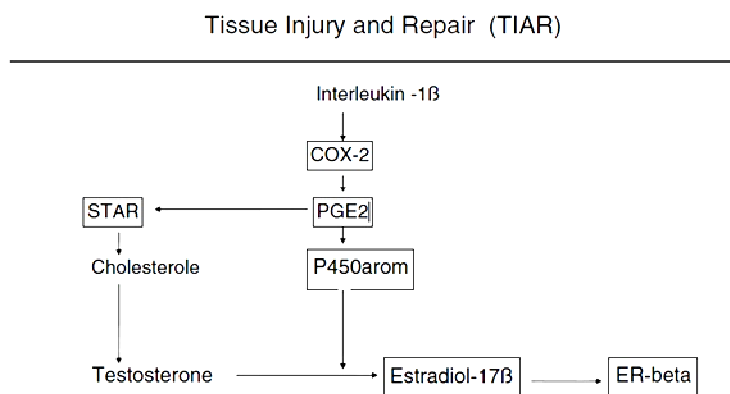 Tissue Injury and Repair (TIAR)
Interleukin -1ß
COX-2
STAR
PGE2
Cholesterole
P450arom
Testosterone
Estradiol-17ß
ER-beta